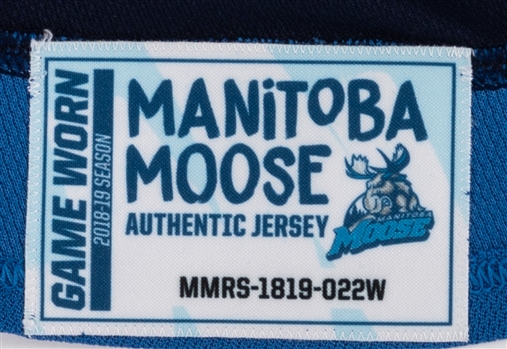 GAME WORN
2018-19 SEASON
MANiTOBA
MOOSE
AUTHENTIC JERSEY
MANITOBA
MOOSE
MMRS-1819-022W